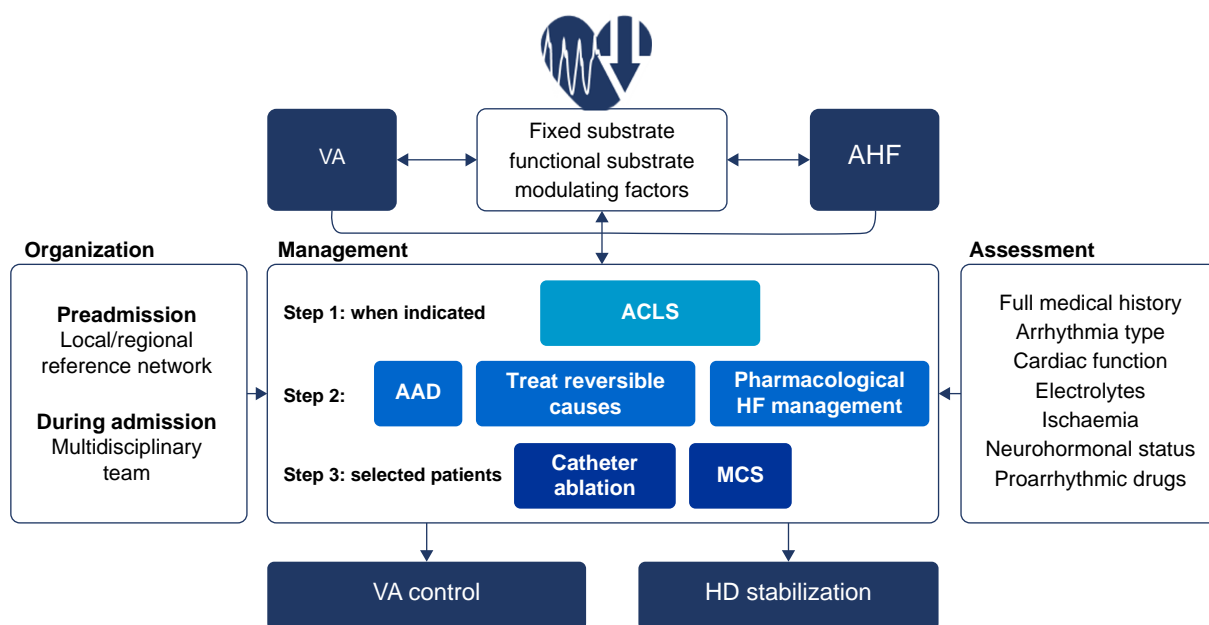 VA
Fixed substrate
functional substrate
modulating factors
AHF
Organization
Preadmission
Local/regional
reference network
During admission
Multidisciplinary
team
Management
Step 1: when indicated
ACLS
Step 2:
AAD
Treat reversible
causes
Pharmacological
HF management
Step 3: selected patients
Catheter
ablation
MCS
Assessment
Full medical history
Arrhythmia type
Cardiac function
Electrolytes
Ischaemia
Neurohormonal status
Proarrhythmic drugs
VA control
HD stabilization